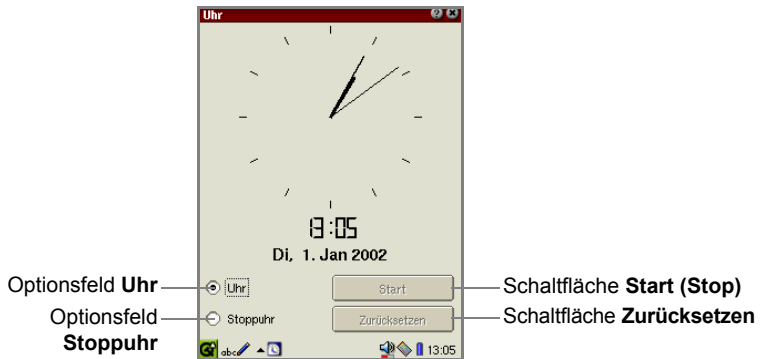 Uhr
13:05
Di, 1. Jan 2002
Optionsfeld Uhr
Uhr
Start
Schaltfläche Start (Stop)
Optionsfeld
Stoppuhr
Stoppuhr
Zurücksetzen
Schaltfläche Zurücksetzen
abc
13:05